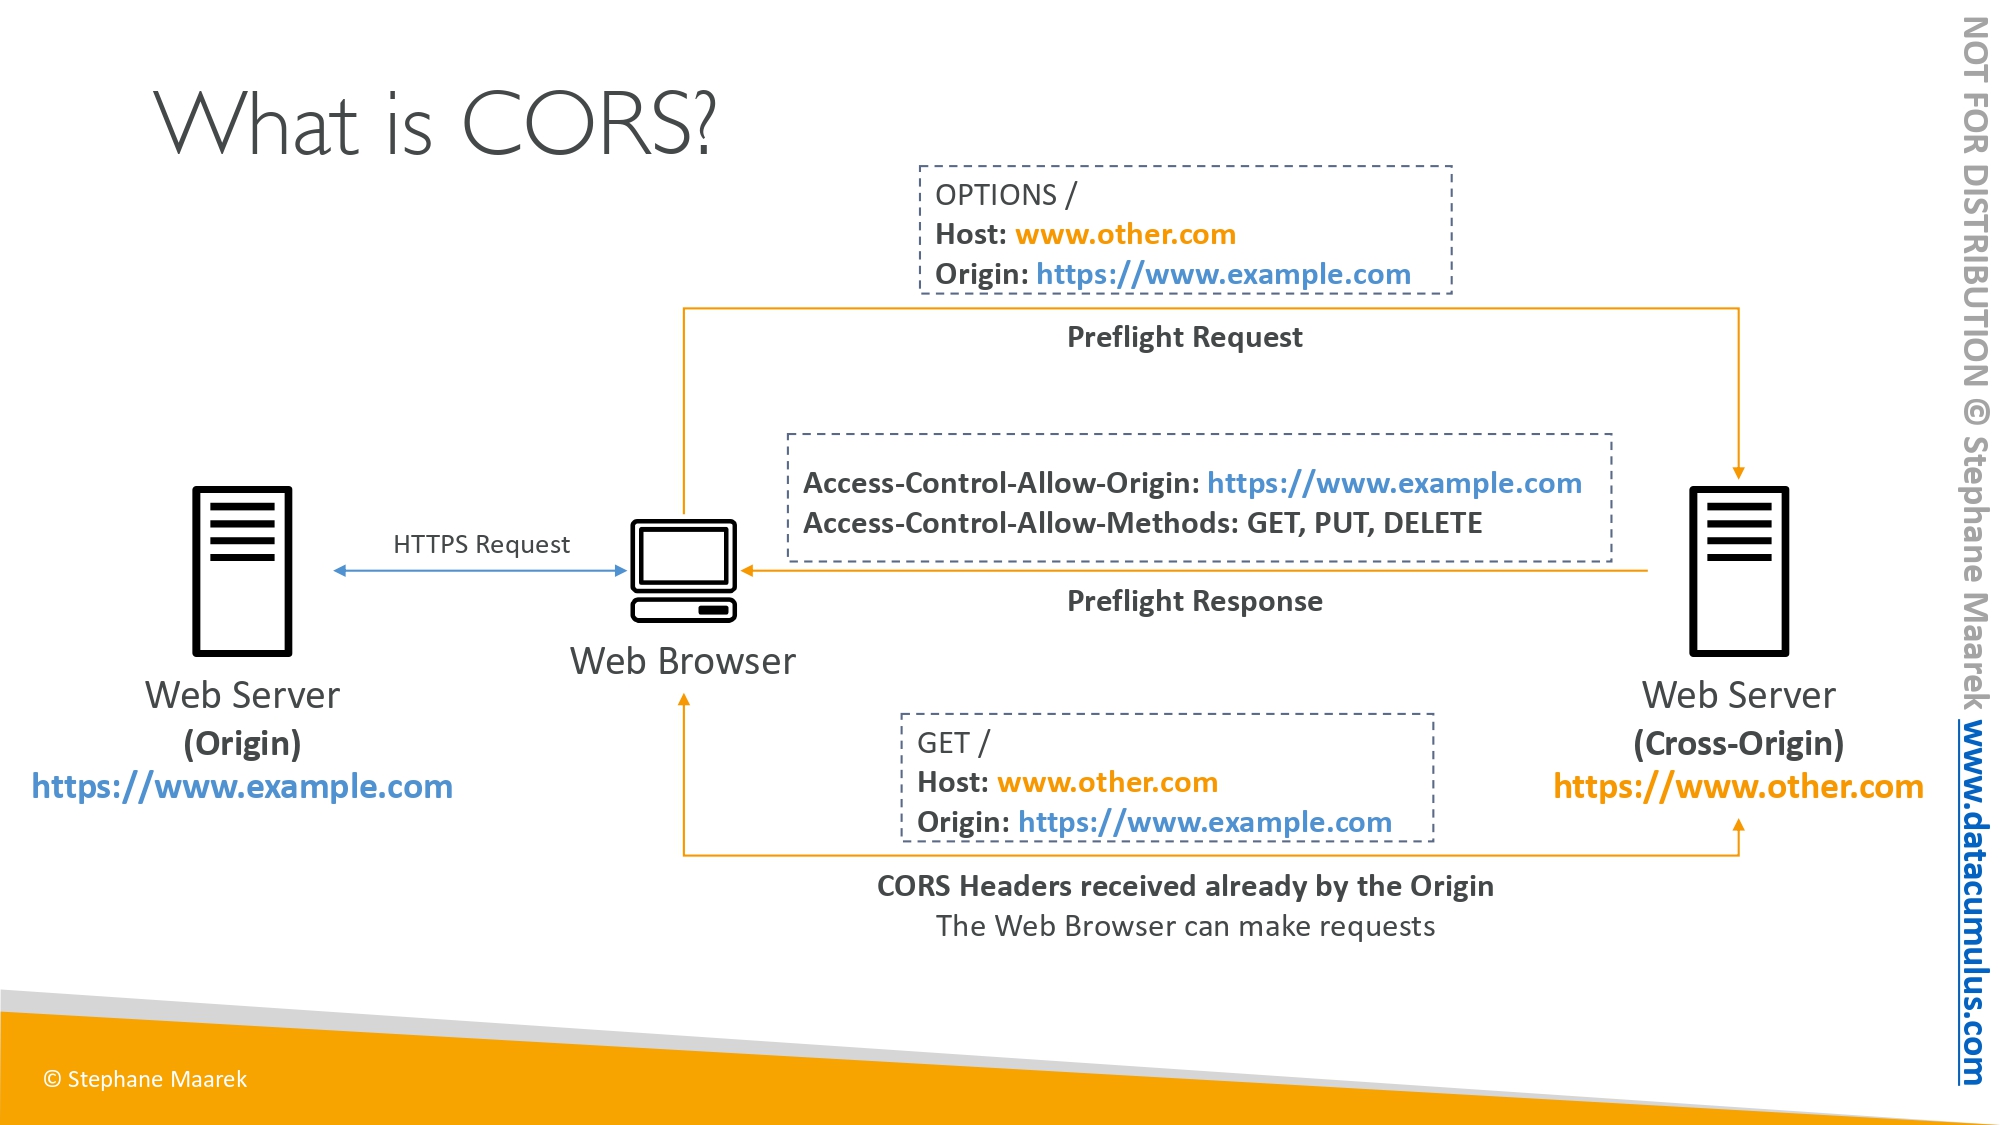 What is CORS?
OPTIONS /
Host: www.other.com
Origin: https://www.example.com
Preflight Request
Access-Control-Allow-Origin: https://www.example.com
Access-Control-Allow-Methods: GET, PUT, DELETE
HTTPS Request
Preflight Response
Web Browser
Web Server
(Origin)
https://www.example.com
Web Server
(Cross-Origin)
https://www.other.com
GET /
Host: www.other.com
Origin: https://www.example.com
CORS Headers received already by the Origin
The Web Browser can make requests
© Stephane Maarek
NOT FOR DISTRIBUTION © Stephane Maarek www.datacumulus.com